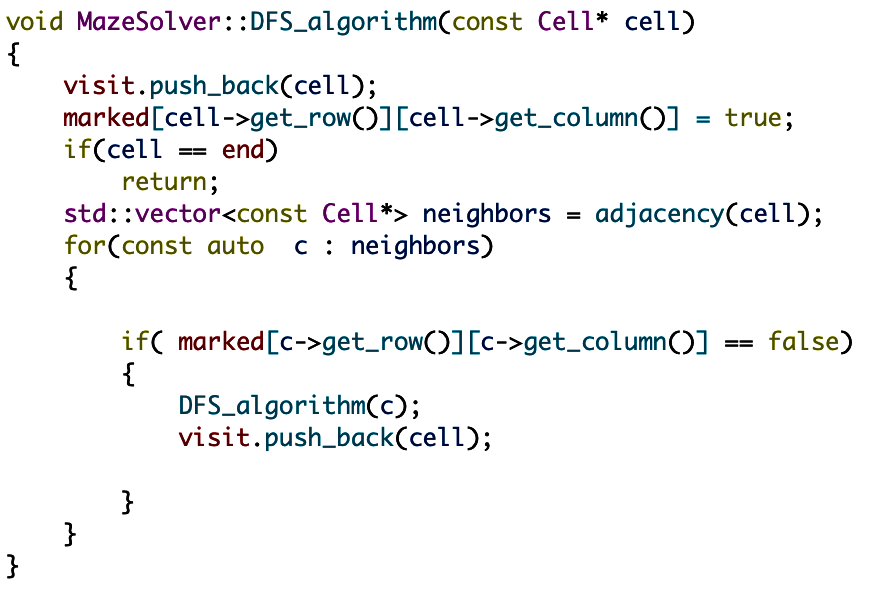 void MazeSolver::DFS_algorithm(const Cell* cell)
{
    visit.push_back(cell);
    marked[cell->get_row()][cell->get_column()] = true;
    if(cell == end)
        return;
    std::vector<const Cell*> neighbors = adjacency(cell);
    for(const auto  c : neighbors)
    {

        if( marked[c->get_row()][c->get_column()] == false)
        {
            DFS_algorithm(c);
            visit.push_back(cell);

        }
    }
}